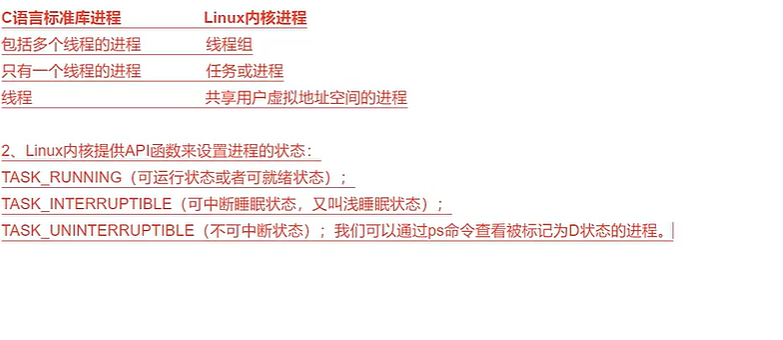 C语言标准库进程 Linux内核进程
包括多个线程的进程 线程组
只有一个线程的进程 任务或进程
线程 共享用户虚拟地址空间的进程
2、Linux内核提供API函数来设置进程的状态：
TASK_RUNNING（可运行状态或者可就绪状态）；
TASK_INTERRUPTIBLE（可中断睡眠状态，又叫浅睡眠状态）；
TASK_UNINTERRUPTIBLE（不可中断状态）；我们可以通过ps命令查看被标记为D状态的进程。